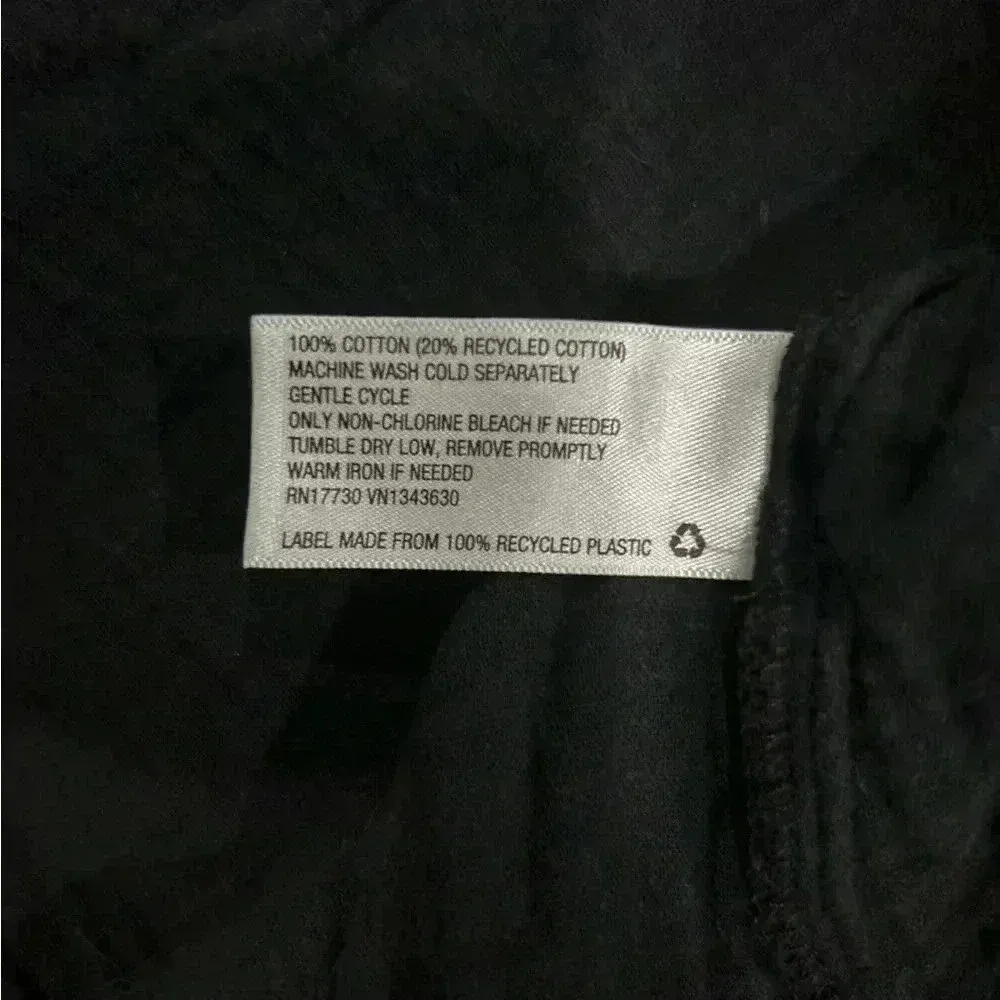 100% COTTON (20% RECYCLED COTTON)
MACHINE WASH COLD SEPARATELY
GENTLE CYCLE
ONLY NON-CHLORINE BLEACH IF NEEDED
TUMBLE DRY LOW, REMOVE PROMPTLY
WARM IRON IF NEEDED
RN17730 VN1343630
LABEL MADE FROM 100% RECYCLED PLASTIC